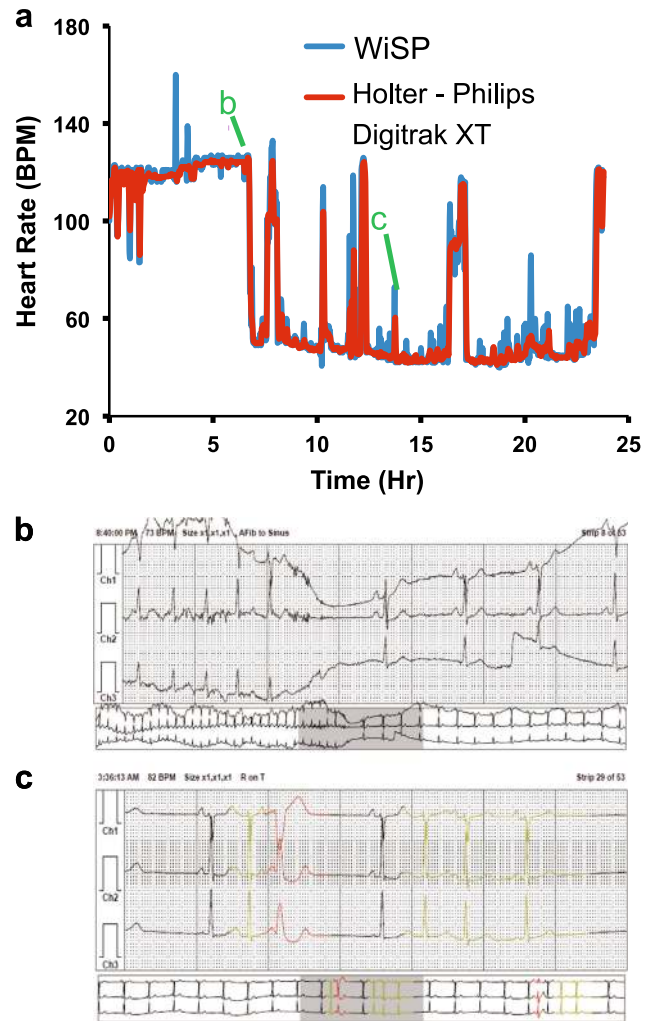 a
180
140
100
60
20
Heart Rate (BPM)
WiSP
Holter - Philips
Digitrak XT
b
c
0
5
10
15
20
25
Time (Hr)
b
8:40:00 PM 73 BPM Size x1,x1,x1 AFib to Sinus
Strip 8 of 53
Ch1
Ch2
Ch3
c
3:36:13 AM 82 BPM Size x1,x1,x1 R on T
Strip 29 of 53
Ch1
Ch2
Ch3